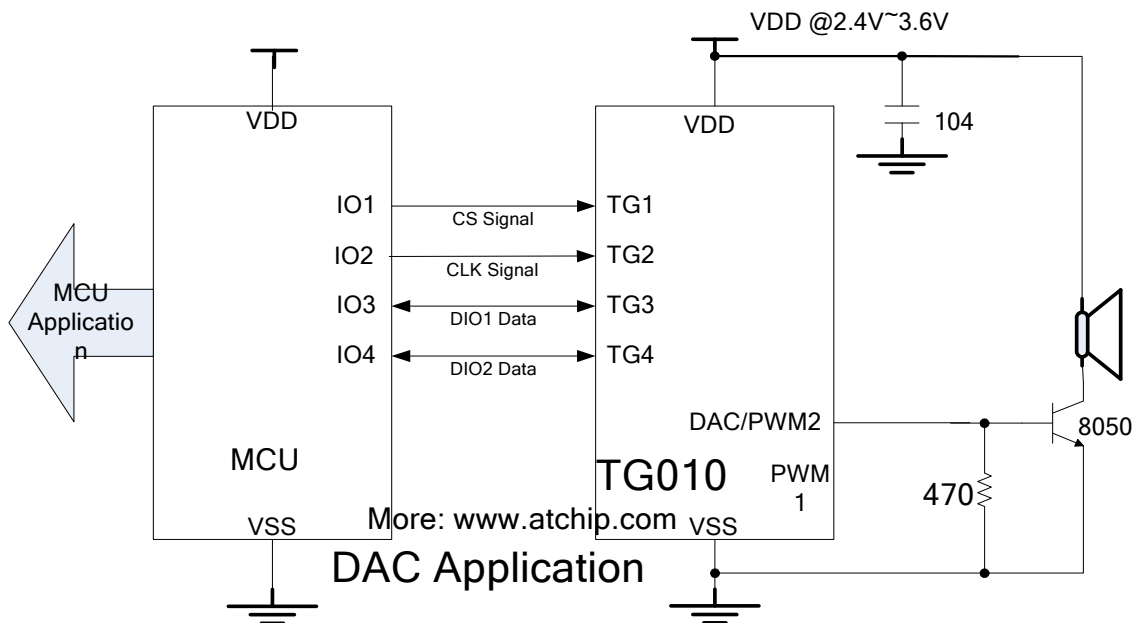 VDD @2.4V~3.6V
VDD
VDD
104
IO1
CS Signal
TG1
IO2
CLK Signal
TG2
MCU
Applicatio
n
IO3
DIO1 Data
TG3
IO4
DIO2 Data
TG4
DAC/PWM2
8050
MCU
TG010
PWM
1
470
VSS
More: www.atchip.com
VSS
DAC Application